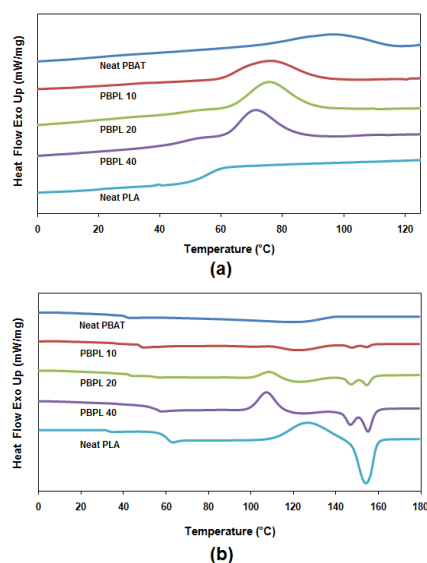 Heat Flow Exo Up (mW/mg)
Neat PBAT
PBPL 10
PBPL 20
PBPL 40
Neat PLA
0 20 40 60 80 100 120
Temperature (°C)
(a)
Heat Flow Exo Up (mW/mg)
Neat PBAT
PBPL 10
PBPL 20
PBPL 40
Neat PLA
0 20 40 60 80 100 120 140 160 180
Temperature (°C)
(b)